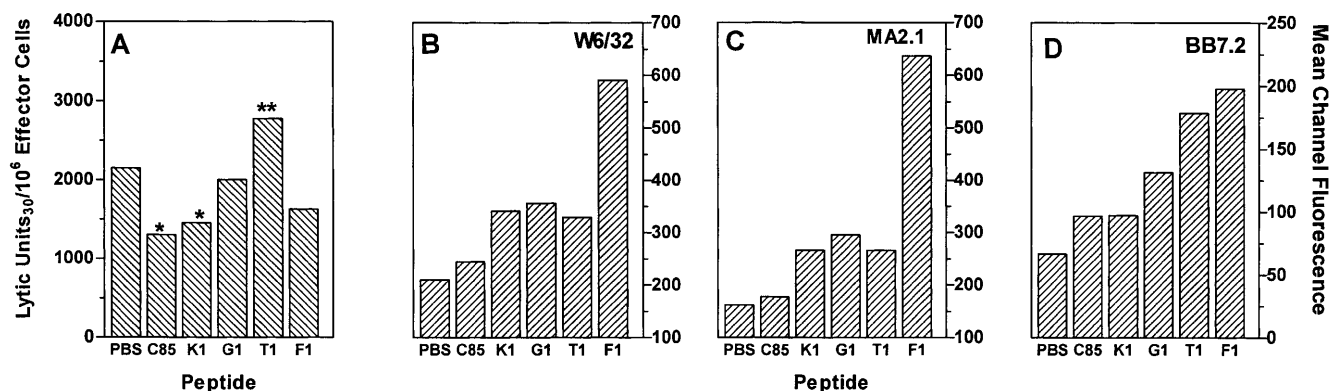 Lytic Units30/10^6 Effector Cells
4000
3000
2000
1000
0
A
*
*
**
PBS C85 K1 G1 T1 F1
Peptide
B
W6/32
700
600
500
400
300
200
100
PBS C85 K1 G1 T1 F1
C
MA2.1
700
600
500
400
300
200
100
PBS C85 K1 G1 T1 F1
Peptide
D
BB7.2
250
200
150
100
50
0
PBS C85 K1 G1 T1 F1
Mean Channel Fluorescence